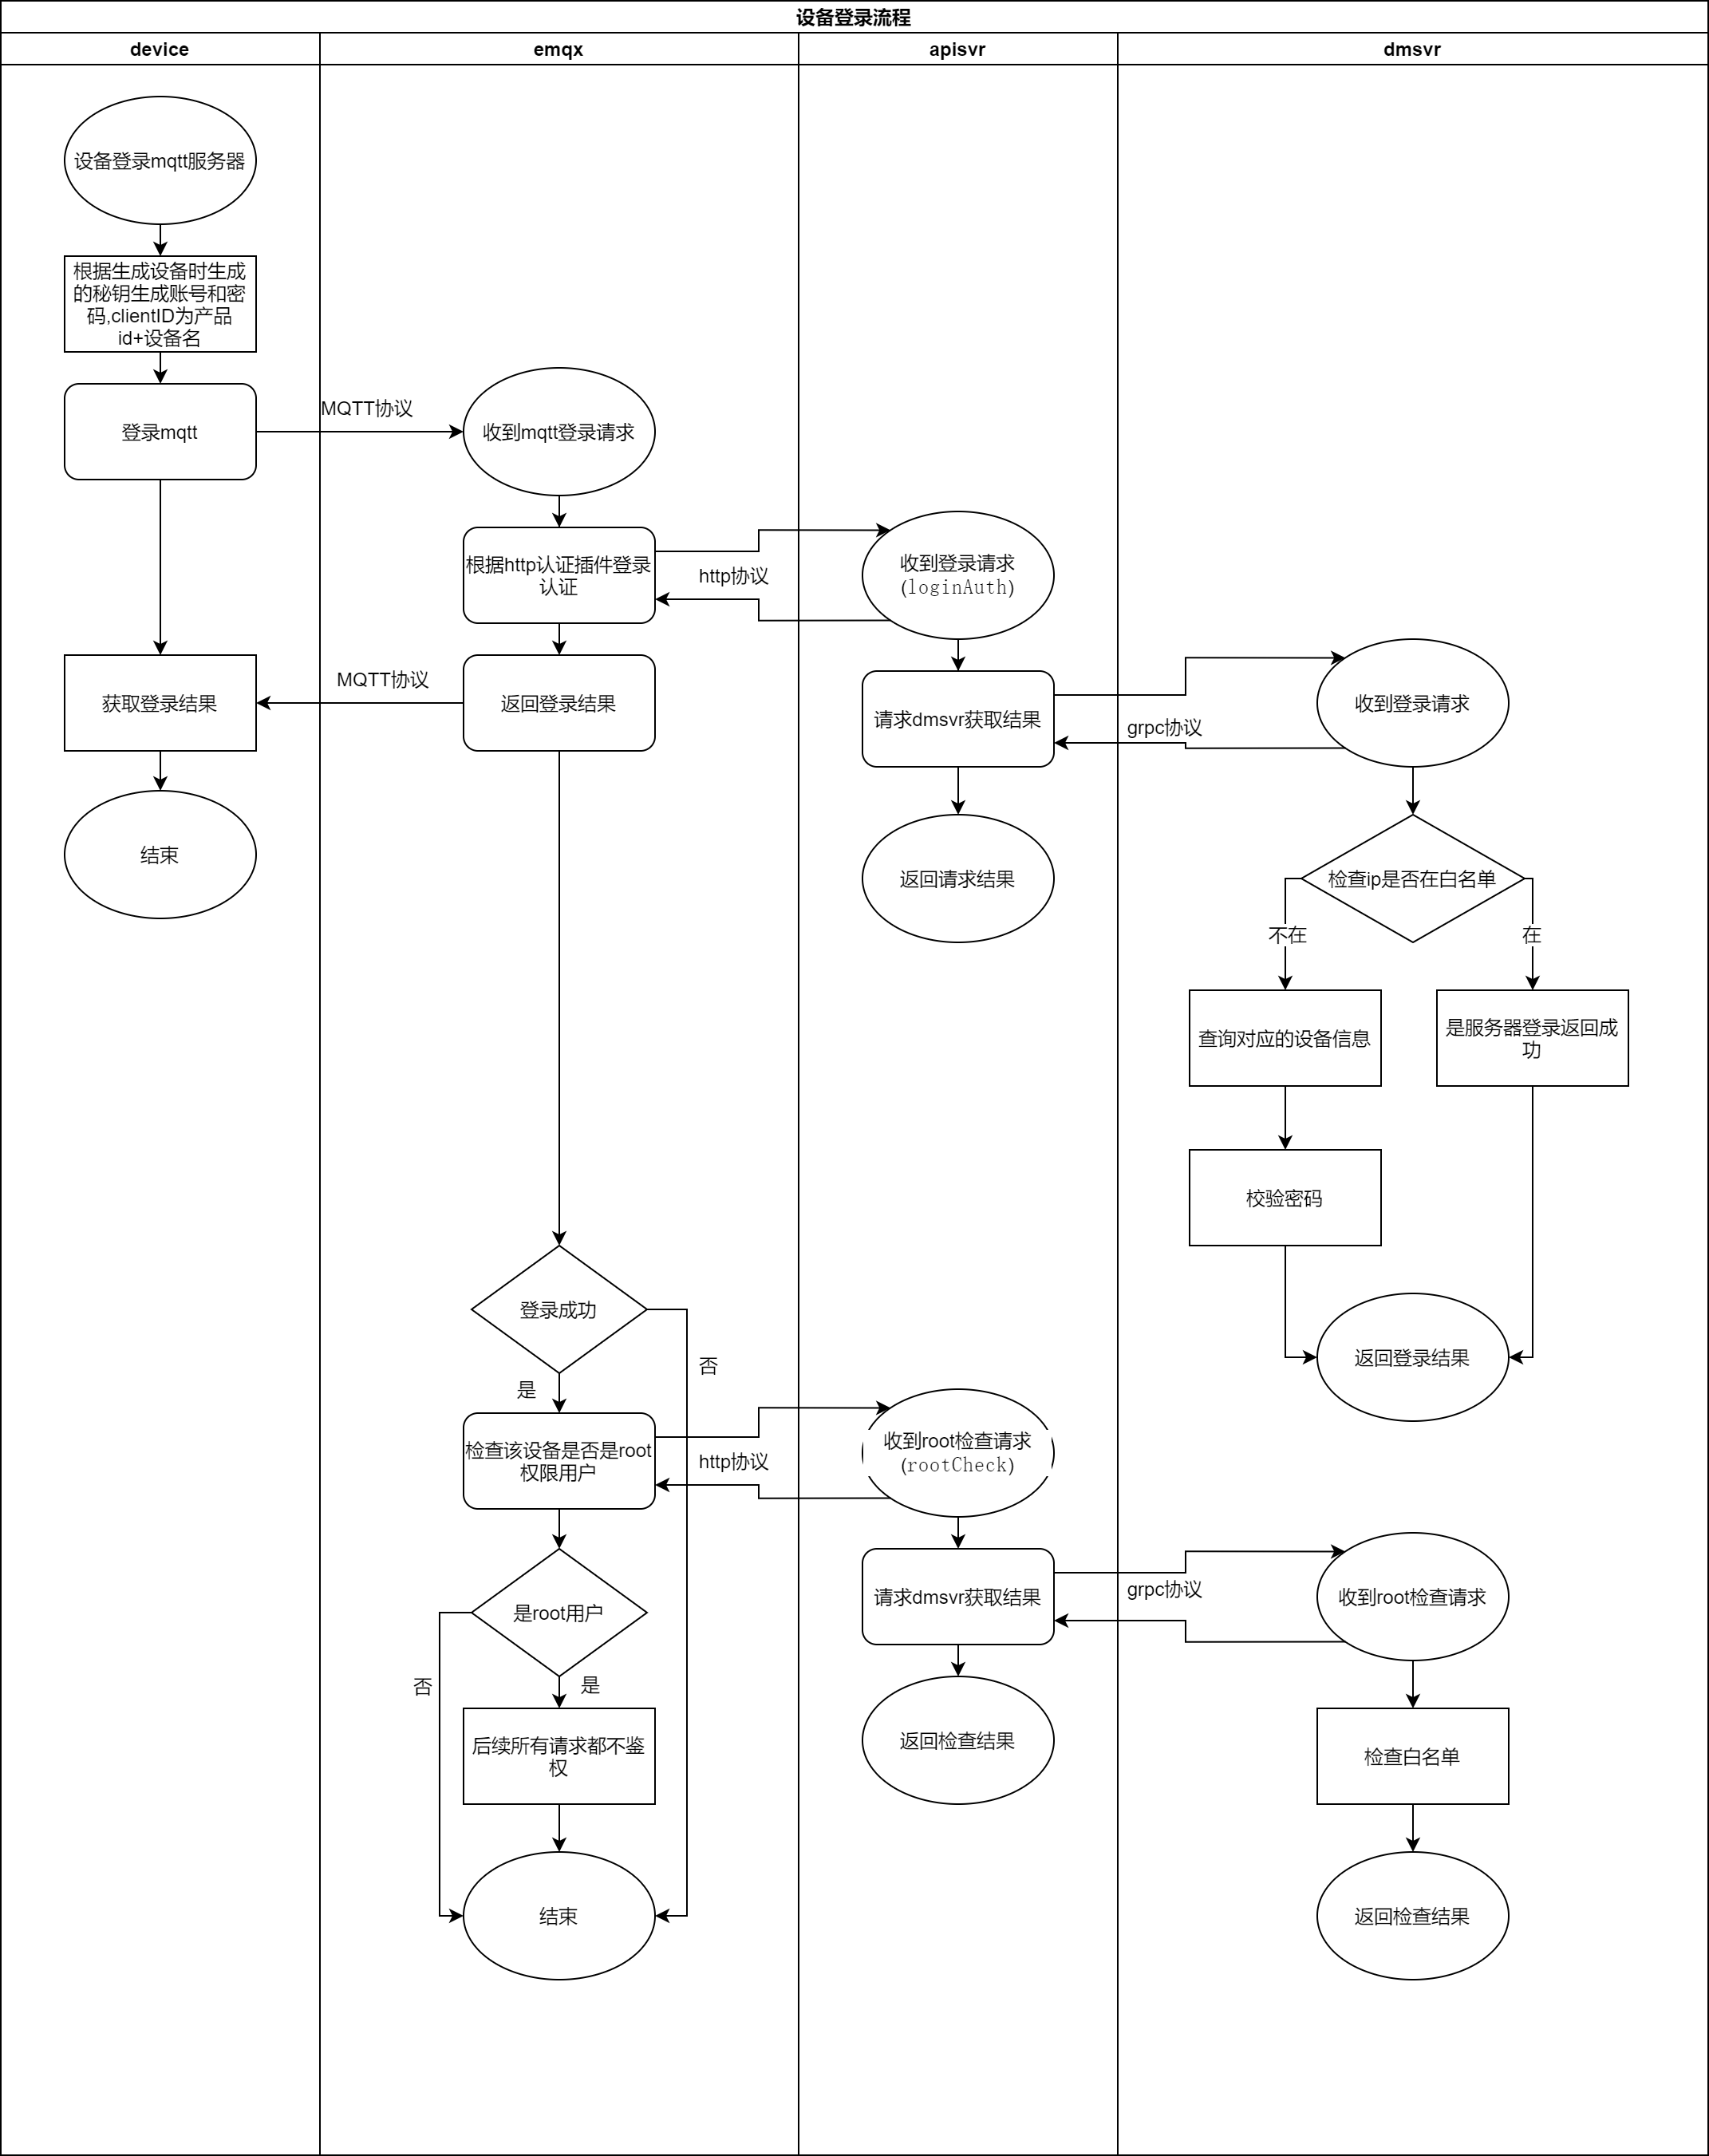 设备登录流程
device
emqx
apisvr
dmsvr
设备登录mqtt服务器
根据生成设备时生成
的秘钥生成账号和密
码,clientID为产品
id+设备名
登录mqtt
MQTT协议
收到mqtt登录请求
根据http认证插件登录
认证
http协议
收到登录请求
(loginAuth)
获取登录结果
MQTT协议
返回登录结果
请求dmsvr获取结果
grpc协议
收到登录请求
结束
返回请求结果
检查ip是否在白名单
不在
在
查询对应的设备信息
是服务器登录返回成
功
校验密码
登录成功
返回登录结果
否
是
检查该设备是否是root
权限用户
http协议
收到root检查请求
(rootCheck)
是root用户
请求dmsvr获取结果
grpc协议
收到root检查请求
否
是
后续所有请求都不鉴
权
返回检查结果
检查白名单
结束
返回检查结果